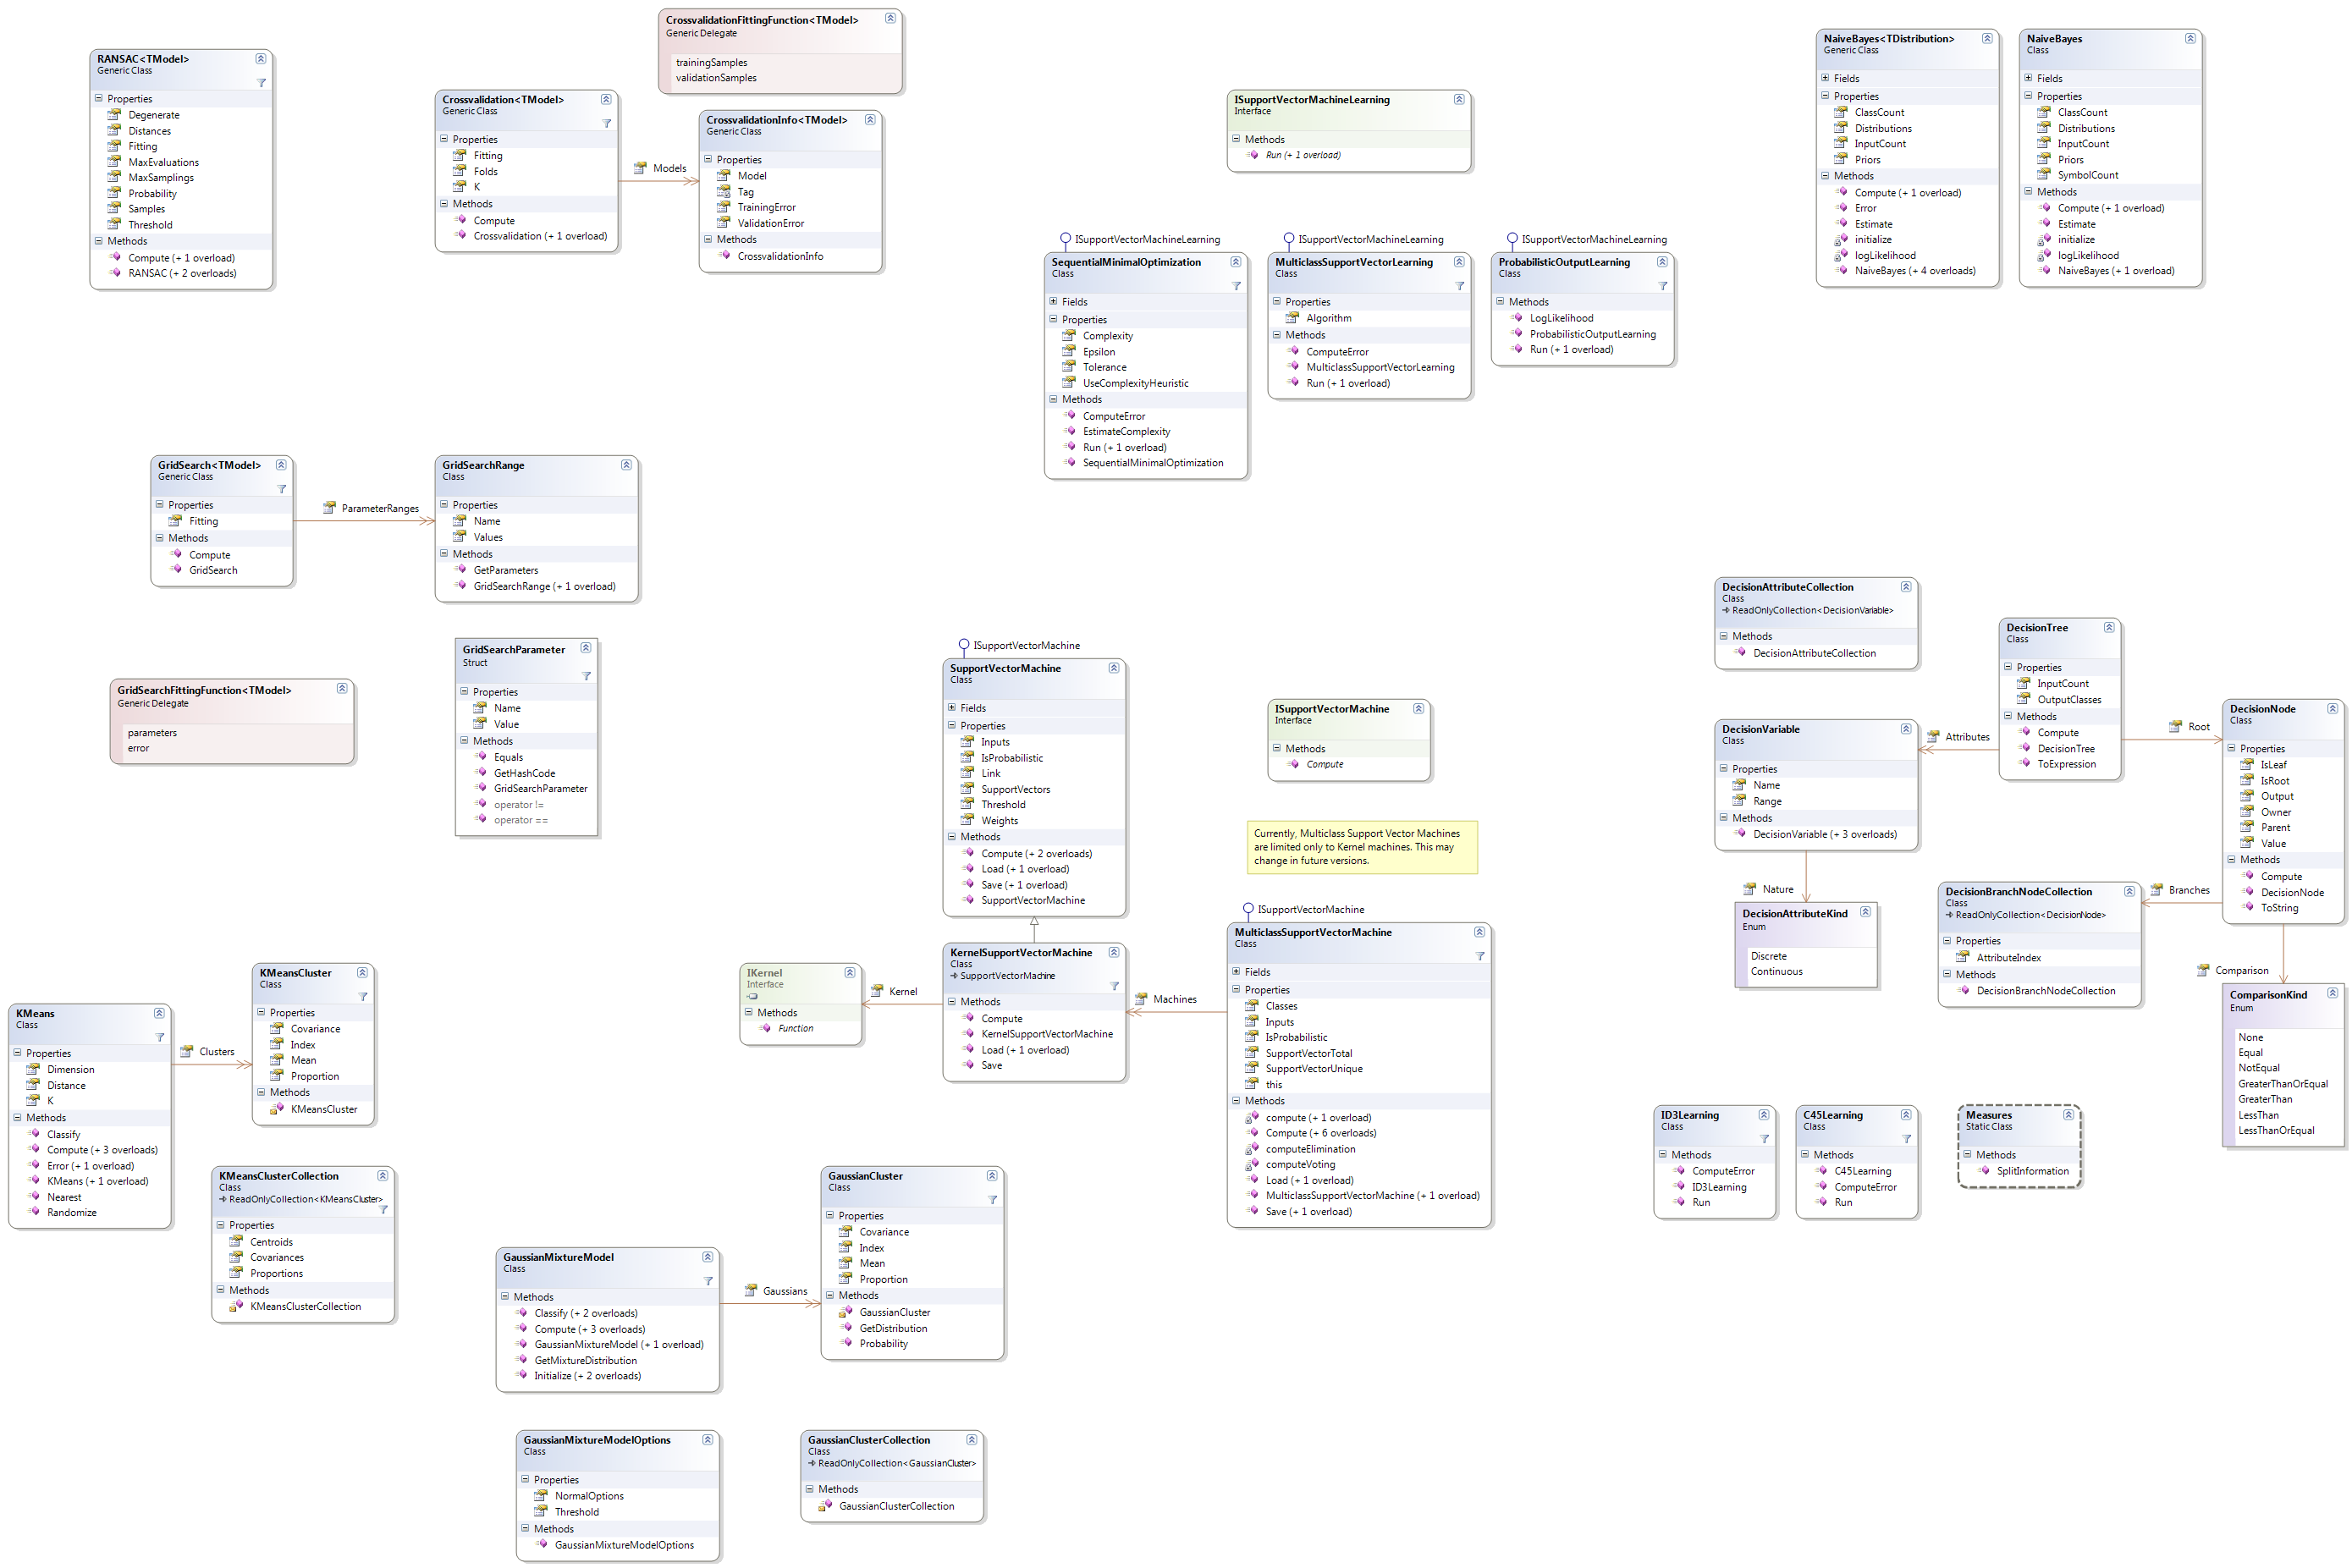 CrossvalidationFittingFunction<TModel>
Generic Delegate
trainingSamples
validationSamples
RANSAC<TModel>
Generic Class
Properties
Degenerate
Distances
Fitting
MaxEvaluations
MaxSamplings
Probability
Samples
Threshold
Methods
Compute (+ 1 overload)
RANSAC (+ 2 overloads)
Crossvalidation<TModel>
Generic Class
Properties
Fitting
Folds
K
Methods
Compute
Crossvalidation (+ 1 overload)
Models
CrossvalidationInfo<TModel>
Generic Class
Properties
Model
Tag
TrainingError
ValidationError
Methods
CrossvalidationInfo
ISupportVectorMachineLearning
Interface
Methods
Run (+ 1 overload)
ISupportVectorMachineLearning
SequentialMinimalOptimization
Class
Fields
Properties
Complexity
Epsilon
Tolerance
UseComplexityHeuristic
Methods
ComputeError
EstimateComplexity
Run (+ 1 overload)
SequentialMinimalOptimization
ISupportVectorMachineLearning
MulticlassSupportVectorLearning
Class
Properties
Algorithm
Methods
ComputeError
MulticlassSupportVectorLearning
Run (+ 1 overload)
ISupportVectorMachineLearning
ProbabilisticOutputLearning
Class
Methods
LogLikelihood
ProbabilisticOutputLearning
Run (+ 1 overload)
NaiveBayes<TDistribution>
Generic Class
Fields
Properties
ClassCount
Distributions
InputCount
Priors
Methods
Compute (+ 1 overload)
Error
Estimate
initialize
logLikelihood
NaiveBayes (+ 4 overloads)
NaiveBayes
Class
Fields
Properties
ClassCount
Distributions
InputCount
Priors
SymbolCount
Methods
Compute (+ 1 overload)
Estimate
initialize
logLikelihood
NaiveBayes (+ 1 overload)
GridSearch<TModel>
Generic Class
Properties
Fitting
Methods
Compute
GridSearch
ParameterRanges
GridSearchRange
Class
Properties
Name
Values
Methods
GetParameters
GridSearchRange (+ 1 overload)
GridSearchFittingFunction<TModel>
Generic Delegate
parameters
error
GridSearchParameter
Struct
Properties
Name
Value
Methods
Equals
GetHashCode
GridSearchParameter
operator !=
operator ==
ISupportVectorMachine
SupportVectorMachine
Class
Fields
Properties
Inputs
IsProbabilistic
Link
SupportVectors
Threshold
Weights
Methods
Compute (+ 2 overloads)
Load (+ 1 overload)
Save (+ 1 overload)
SupportVectorMachine
ISupportVectorMachine
Interface
Methods
Compute
Currently, Multiclass Support Vector Machines
are limited only to Kernel machines. This may
change in future versions.
IKernel
Interface
Methods
Function
Kernel
KernelSupportVectorMachine
Class
SupportVectorMachine
Methods
Compute
KernelSupportVectorMachine
Load (+ 1 overload)
Save
Machines
ISupportVectorMachine
MulticlassSupportVectorMachine
Class
Fields
Properties
Classes
Inputs
IsProbabilistic
SupportVectorTotal
SupportVectorUnique
this
Methods
compute (+ 1 overload)
Compute (+ 6 overloads)
computeElimination
computeVoting
Load (+ 1 overload)
MulticlassSupportVectorMachine (+ 1 overload)
Save (+ 1 overload)
DecisionAttributeCollection
Class
ReadOnlyCollection<DecisionVariable>
Methods
DecisionAttributeCollection
DecisionTree
Class
Properties
InputCount
OutputClasses
Methods
Compute
DecisionTree
ToExpression
Attributes
Root
DecisionVariable
Class
Properties
Name
Range
Methods
DecisionVariable (+ 3 overloads)
Nature
DecisionAttributeKind
Enum
Discrete
Continuous
DecisionNode
Class
Properties
IsLeaf
IsRoot
Output
Owner
Parent
Value
Methods
Compute
DecisionNode
ToString
Branches
DecisionBranchNodeCollection
Class
ReadOnlyCollection<DecisionNode>
Properties
AttributeIndex
Methods
DecisionBranchNodeCollection
Comparison
ComparisonKind
Enum
None
Equal
NotEqual
GreaterThanOrEqual
GreaterThan
LessThan
LessThanOrEqual
ID3Learning
Class
Methods
ComputeError
ID3Learning
Run
C45Learning
Class
Methods
C45Learning
ComputeError
Run
Measures
Static Class
Methods
SplitInformation
KMeans
Class
Properties
Dimension
Distance
K
Methods
Classify
Compute (+ 3 overloads)
Error (+ 1 overload)
KMeans (+ 1 overload)
Nearest
Randomize
Clusters
KMeansCluster
Class
Properties
Covariance
Index
Mean
Proportion
Methods
KMeansCluster
KMeansClusterCollection
Class
ReadOnlyCollection<KMeansCluster>
Properties
Centroids
Covariances
Proportions
Methods
KMeansClusterCollection
GaussianMixtureModel
Class
Methods
Classify (+ 2 overloads)
Compute (+ 3 overloads)
GaussianMixtureModel (+ 1 overload)
GetMixtureDistribution
Initialize (+ 2 overloads)
Gaussians
GaussianCluster
Class
Properties
Covariance
Index
Mean
Proportion
Methods
GaussianCluster
GetDistribution
Probability
GaussianMixtureModelOptions
Class
Properties
NormalOptions
Threshold
Methods
GaussianMixtureModelOptions
GaussianClusterCollection
Class
ReadOnlyCollection<GaussianCluster>
Methods
GaussianClusterCollection